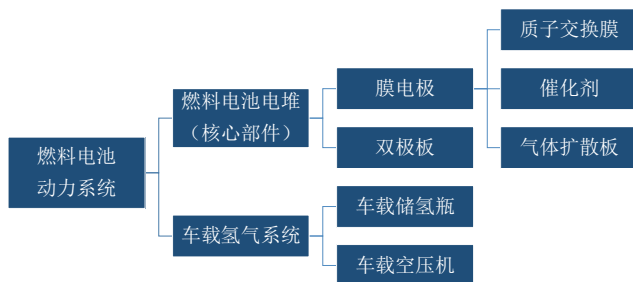 燃料电池
动力系统
燃料电池电堆
（核心部件）
车载氢气系统
膜电极
双极板
车载储氢瓶
车载空压机
质子交换膜
催化剂
气体扩散板